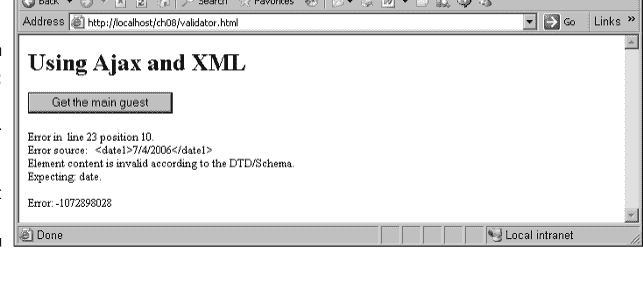 Back Search Favorites
Address http://localhost/ch08/validator.html Go Links »
Using Ajax and XML
Get the main guest
Error in line 23 position 10.
Error source: <date1>7/4/2006</date1>
Element content is invalid according to the DTD/Schema.
Expecting: date.
Error: -1072898028
Done Local intranet